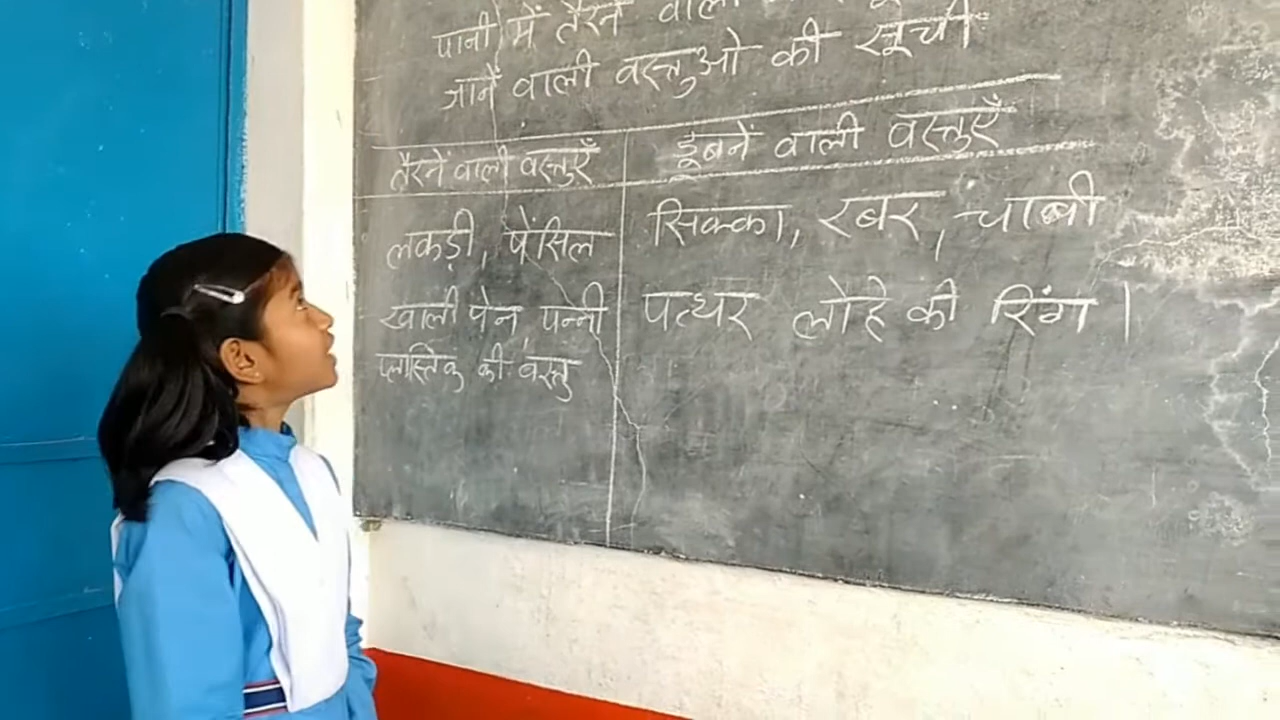 पानी में तैरने वाली
जानें वाली वस्तुओ की सूची
तैरनें वाली वस्तुएँ डूबनें वाली वस्तुएँ
लकड़ी, पेंसिल सिक्का, रबर, चाबी
खाली पेन, पन्नी पत्थर लोहे की रिंग ।
प्लास्तिक की वस्तु